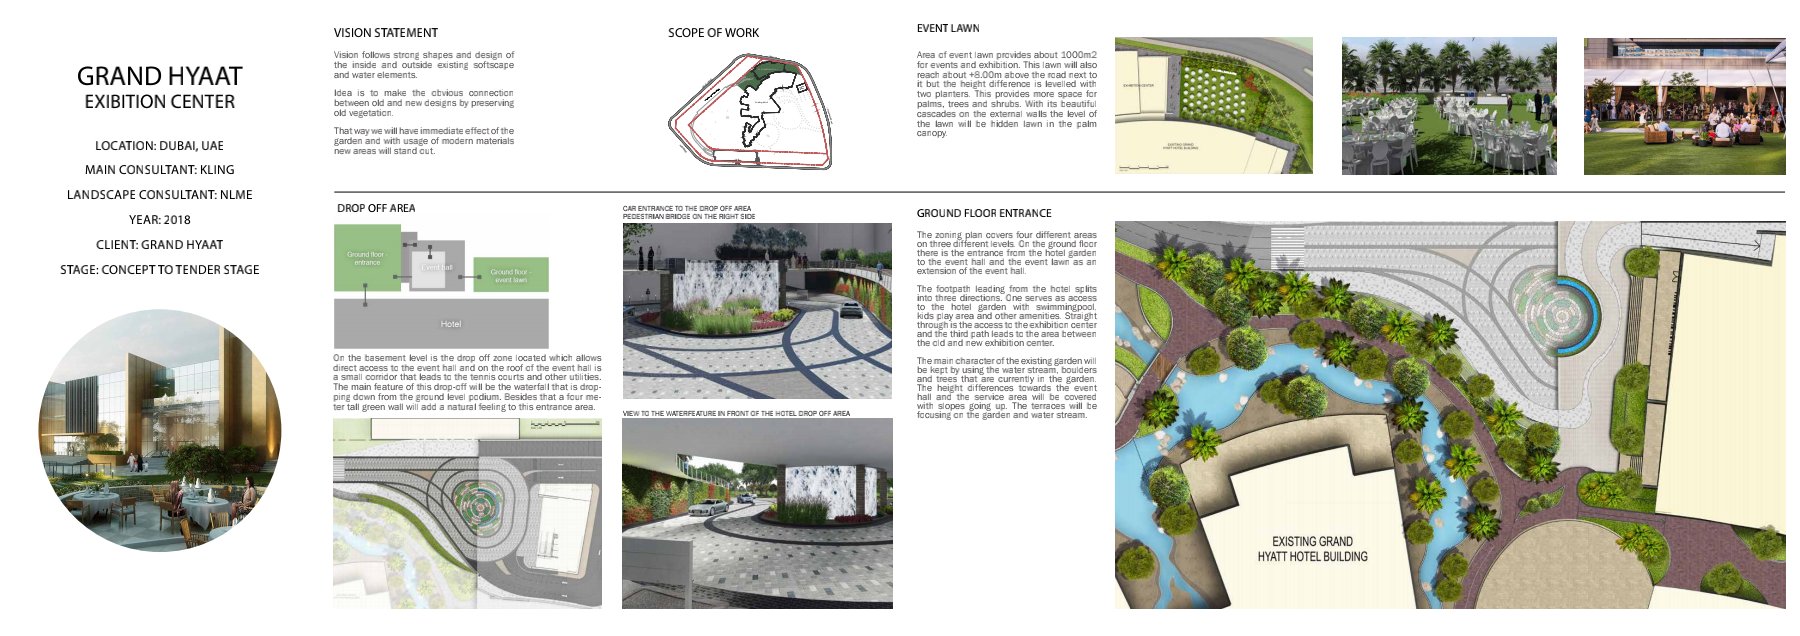 GRAND HYAAT
EXIBITION CENTER
LOCATION: DUBAI, UAE
MAIN CONSULTANT: KLING
LANDSCAPE CONSULTANT: NLME
YEAR: 2018
CLIENT: GRAND HYAAT
STAGE: CONCEPT TO TENDER STAGE
VISION STATEMENT
Vision follows strong shapes and design of
the inside and outside existing softscape
and water elements.
Idea is to make the obvious connection
between old and new designs by preserving
old vegetation.
That way we will have immediate effect of the
garden and with usage of modern materials
new areas will stand out.
SCOPE OF WORK
EVENT LAWN
Area of event lawn provides about 1000m2
for events and exhibition. This lawn will also
reach about +8.00m above the road next to
it but the height difference is levelled with
two planters. This provides more space for
palms, trees and shrubs. With its beautiful
cascades on the external walls the level of
the lawn will be hidden lawn in the palm
canopy.
EXHIBITION CENTER
EXISTING GRAND
HYATT HOTEL BUILDING
DROP OFF AREA
Ground floor -
entrance
Event hall
Ground floor -
event lawn
Hotel
On the basement level is the drop off zone located which allows
direct access to the event hall and on the roof of the event hall is
a small corridor that leads to the tennis courts and other utilities.
The main feature of this drop-off will be the waterfall that is drop-
ping down from the ground level podium. Besides that a four me-
ter tall green wall will add a natural feeling to this entrance area.
CAR ENTRANCE TO THE DROP OFF AREA
PEDESTRIAN BRIDGE ON THE RIGHT SIDE
VIEW TO THE WATERFEATURE IN FRONT OF THE HOTEL DROP OFF AREA
GROUND FLOOR ENTRANCE
The zoning plan covers four different areas
on three different levels. On the ground floor
there is the entrance from the hotel garden
to the event hall and the event lawn as an
extension of the event hall.
The footpath leading from the hotel splits
into three directions. One serves as access
to the hotel garden with swimmingpool,
kids play area and other amenities. Straight
through is the access to the exhibition center
and the third path leads to the area between
the old and new exhibition center.
The main character of the existing garden will
be kept by using the water stream, boulders
and trees that are currently in the garden.
The height differences towards the event
hall and the service area will be covered
with slopes going up. The terraces will be
focusing on the garden and water stream.
EXISTING GRAND
HYATT HOTEL BUILDING